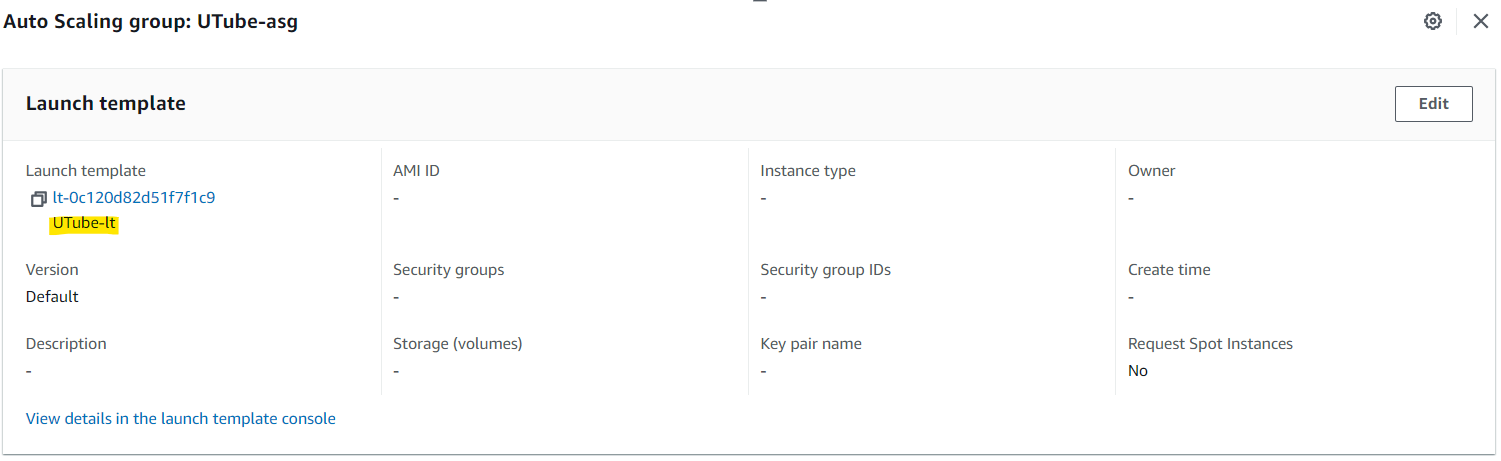 Auto Scaling group: UTube-asg
Launch template
Edit
Launch template
lt-0c120d82d51f7f1c9
UTube-lt
AMI ID
-
Instance type
-
Owner
-
Version
Default
Security groups
-
Security group IDs
-
Create time
-
Description
-
Storage (volumes)
-
Key pair name
-
Request Spot Instances
No
View details in the launch template console